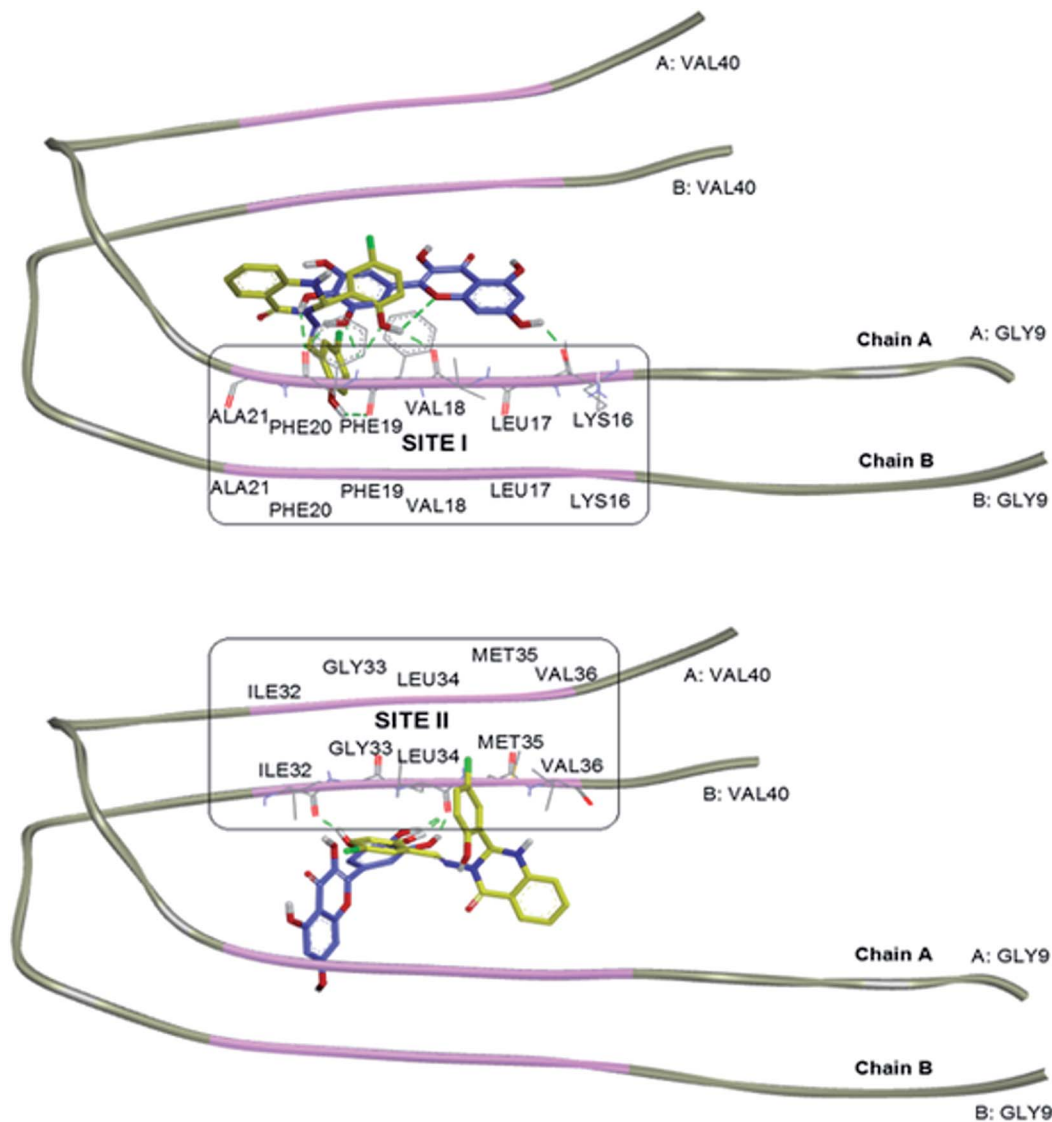 A: VAL40
B: VAL40
Chain A
A: GLY9
ALA21
PHE20
PHE19
VAL18
LEU17
LYS16
SITE I
Chain B
ALA21
PHE20
PHE19
VAL18
LEU17
LYS16
B: GLY9
ILE32
GLY33
LEU34
MET35
VAL36
A: VAL40
SITE II
ILE32
GLY33
LEU34
MET35
VAL36
B: VAL40
Chain A
A: GLY9
Chain B
B: GLY9